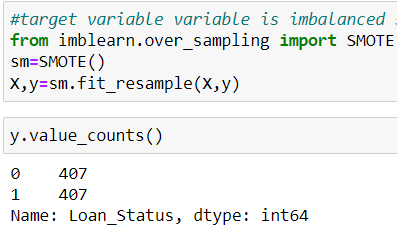 #target variable variable is imbalanced
from imblearn.over_sampling import SMOTE
sm=SMOTE()
X,y=sm.fit_resample(X,y)
y.value_counts()
0    407
1    407
Name: Loan_Status, dtype: int64